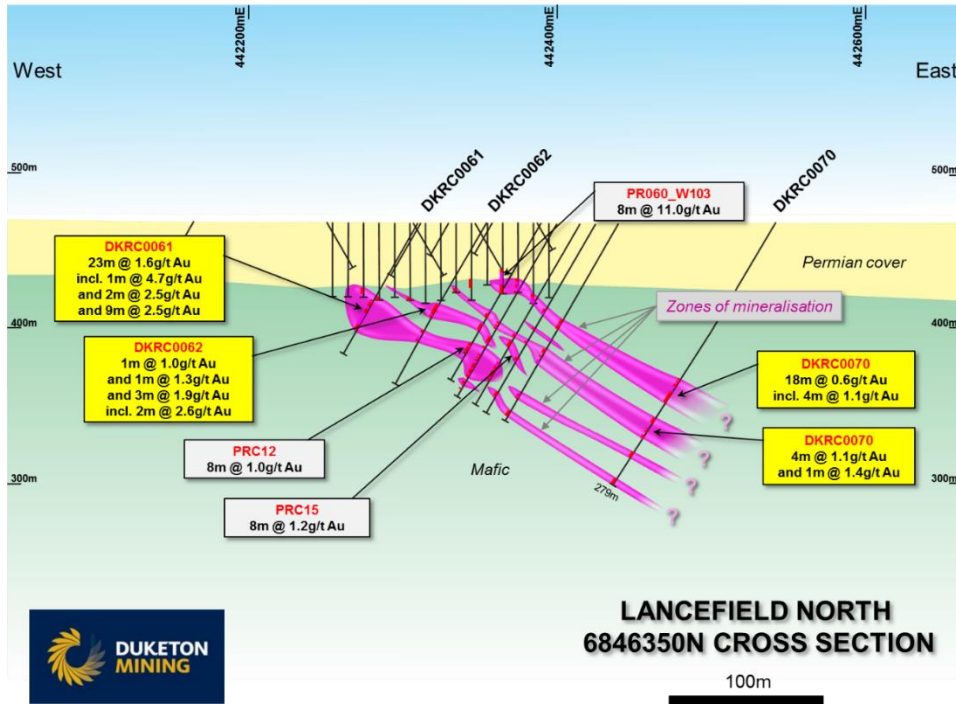 442200mE
442400mE
442600mE
West
East
500m
500m
DKRC0061
DKRC0062
DKRC0070
PR060_W103
8m @ 11.0g/t Au
DKRC0061
23m @ 1.6g/t Au
incl. 1m @ 4.7g/t Au
and 2m @ 2.5g/t Au
and 9m @ 2.5g/t Au
Permian cover
Zones of mineralisation
400m
400m
DKRC0062
1m @ 1.0g/t Au
and 1m @ 1.3g/t Au
and 3m @ 1.9g/t Au
incl. 2m @ 2.6g/t Au
DKRC0070
18m @ 0.6g/t Au
incl. 4m @ 1.1g/t Au
?
DKRC0070
4m @ 1.1g/t Au
and 1m @ 1.4g/t Au
?
PRC12
8m @ 1.0g/t Au
Mafic
300m
300m
?
279m
PRC15
8m @ 1.2g/t Au
?
LANCEFIELD NORTH
6846350N CROSS SECTION
DUKETON
MINING
100m